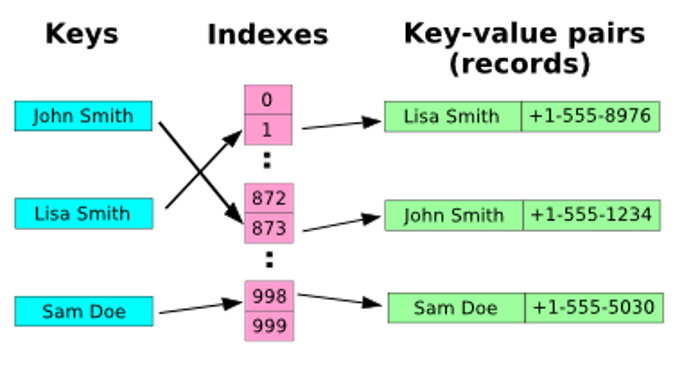 Keys
Indexes
Key-value pairs
(records)
John Smith
Lisa Smith
Sam Doe
0
1
:
872
873
:
998
999
Lisa Smith +1-555-8976
John Smith +1-555-1234
Sam Doe +1-555-5030